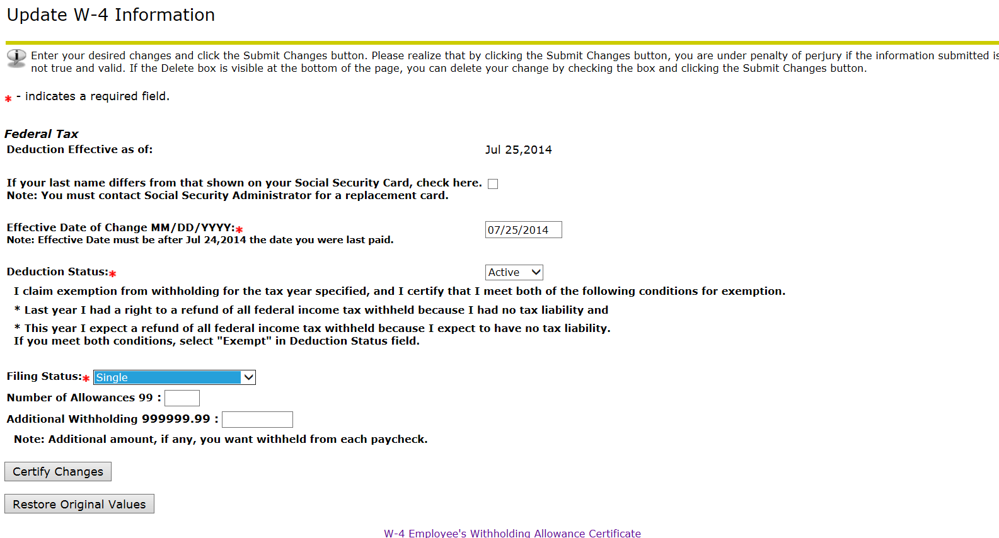 Update W-4 Information
Enter your desired changes and click the Submit Changes button. Please realize that by clicking the Submit Changes button, you are under penalty of perjury if the information submitted is
not true and valid. If the Delete box is visible at the bottom of the page, you can delete your change by checking the box and clicking the Submit Changes button.
* - indicates a required field.
Federal Tax
Deduction Effective as of: Jul 25,2014
If your last name differs from that shown on your Social Security Card, check here.
Note: You must contact Social Security Administrator for a replacement card.
Effective Date of Change MM/DD/YYYY:* 07/25/2014
Note: Effective Date must be after Jul 24,2014 the date you were last paid.
Deduction Status:* Active
I claim exemption from withholding for the tax year specified, and I certify that I meet both of the following conditions for exemption.
* Last year I had a right to a refund of all federal income tax withheld because I had no tax liability and
* This year I expect a refund of all federal income tax withheld because I expect to have no tax liability.
If you meet both conditions, select "Exempt" in Deduction Status field.
Filing Status:* Single
Number of Allowances 99 :
Additional Withholding 999999.99 :
Note: Additional amount, if any, you want withheld from each paycheck.
Certify Changes
Restore Original Values
W-4 Employee's Withholding Allowance Certificate